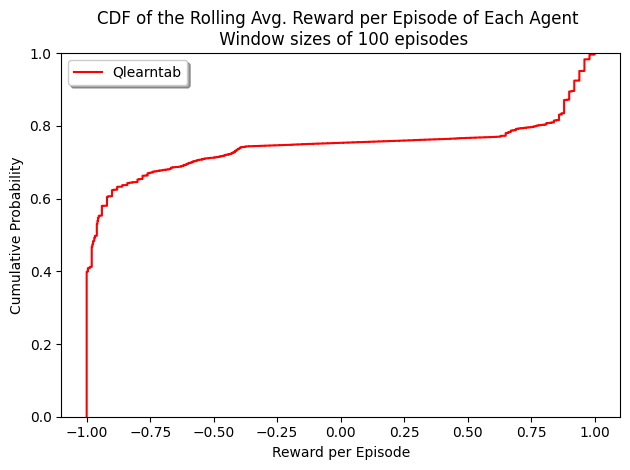 CDF of the Rolling Avg. Reward per Episode of Each Agent
Window sizes of 100 episodes
Qlearntab
1.0
0.8
0.6
0.4
0.2
0.0
Cumulative Probability
−1.00 −0.75 −0.50 −0.25 0.00 0.25 0.50 0.75 1.00
Reward per Episode